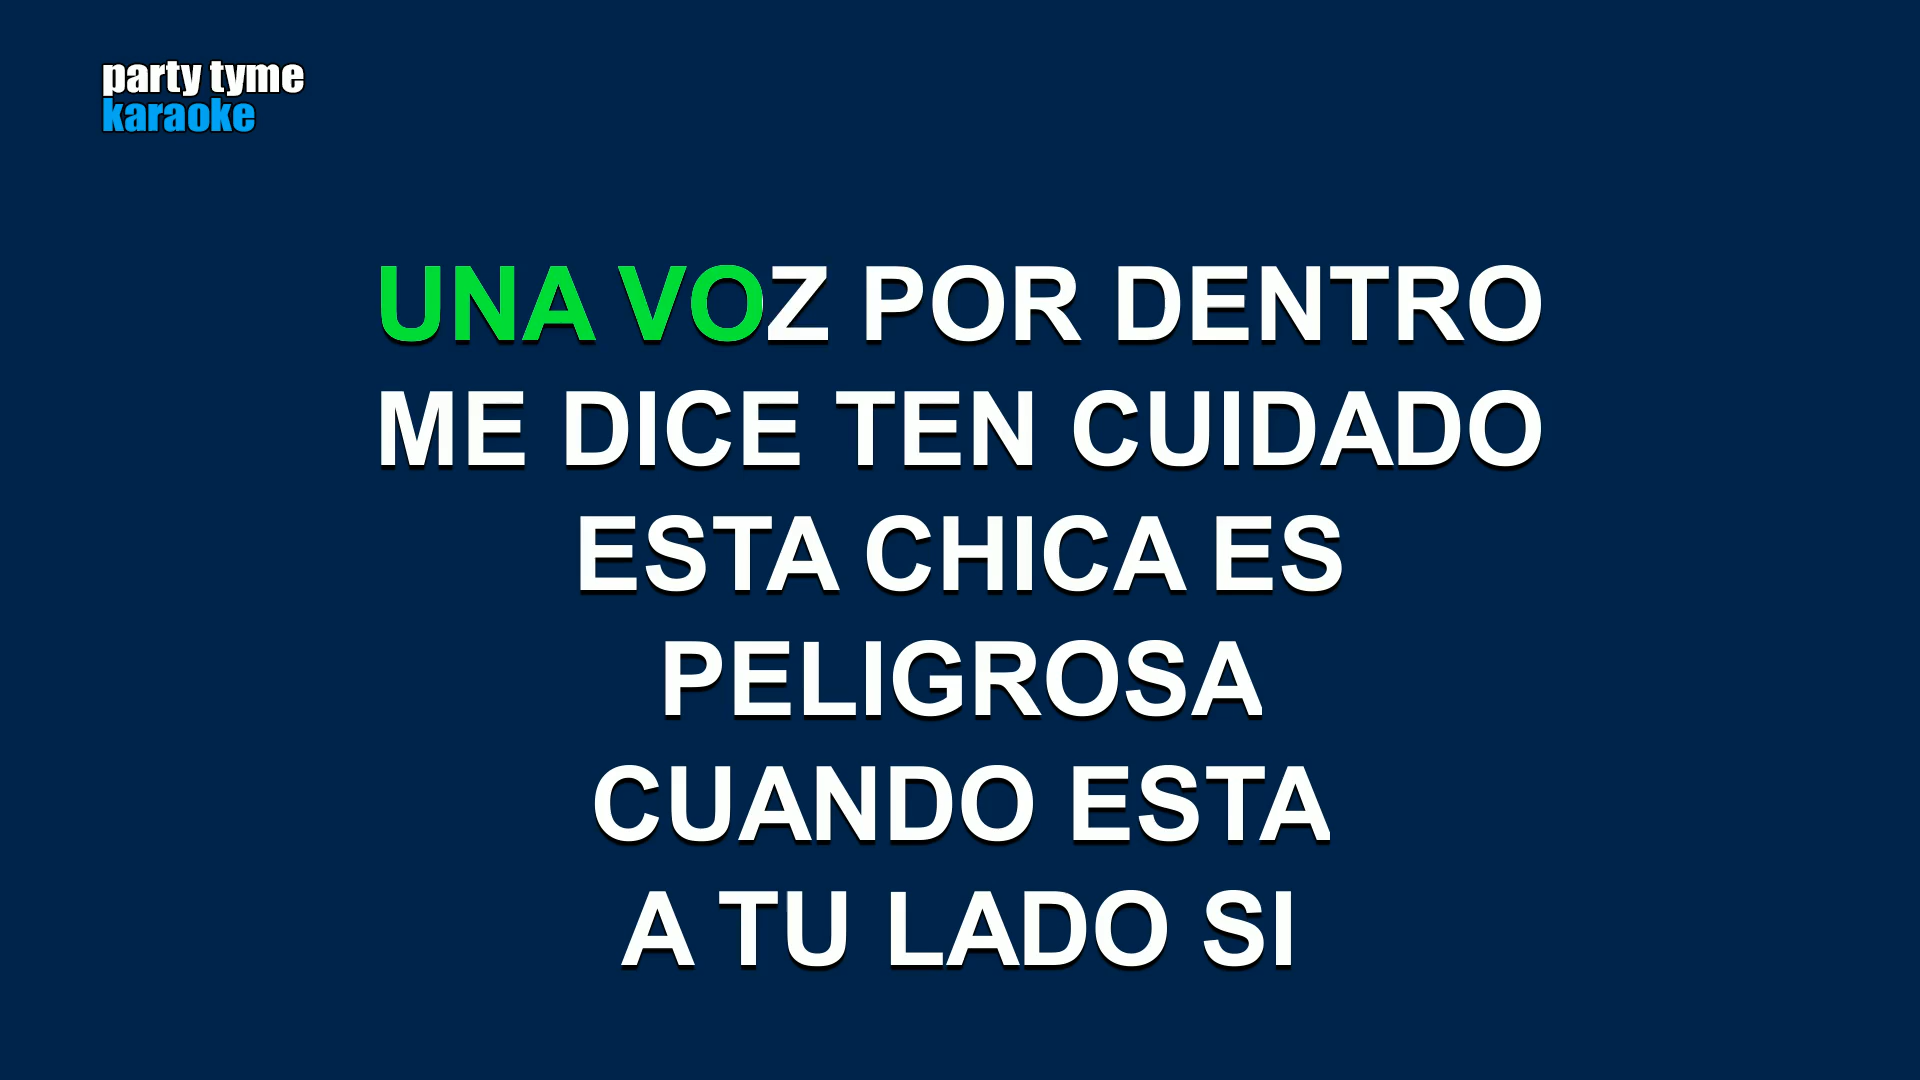 party tyme
karaoke
UNA VOZ POR DENTRO
ME DICE TEN CUIDADO
ESTA CHICA ES
PELIGROSA
CUANDO ESTA
A TU LADO SI